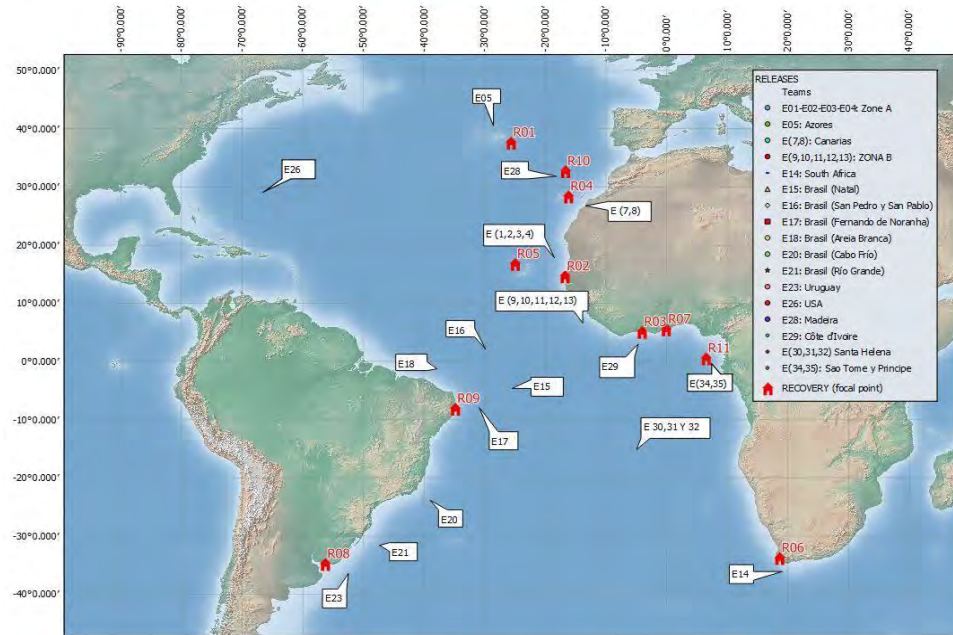 -90°0.000'
-80°0.000'
-70°0.000'
-60°0.000'
-50°0.000'
-40°0.000'
-30°0.000'
-20°0.000'
-10°0.000'
0°0.000'
10°0.000'
20°0.000'
30°0.000'
40°0.000'
50°0.000'
40°0.000'
30°0.000'
20°0.000'
10°0.000'
0°0.000'
-10°0.000'
-20°0.000'
-30°0.000'
-40°0.000'
E05
R01
E26
E28
R10
R04
E (7,8)
E (1,2,3,4)
R05
R02
E (9,10,11,12,13)
E16
R03
R07
E18
E29
R11
E15
E(34,35)
R09
E17
E 30,31 Y 32
E20
E21
R08
R06
E14
E23
RELEASES
Teams
E01-E02-E03-E04: Zone A
E05: Azores
E(7,8): Canarias
E(9,10,11,12,13): ZONA B
E14: South Africa
E15: Brasil (Natal)
E16: Brasil (San Pedro y San Pablo)
E17: Brasil (Fernando de Noranha)
E18: Brasil (Areia Branca)
E20: Brasil (Cabo Frío)
E21: Brasil (Río Grande)
E23: Uruguay
E26: USA
E28: Madeira
E29: Côte d'Ivoire
E(30,31,32) Santa Helena
E(34,35): Sao Tome y Principe
RECOVERY (focal point)